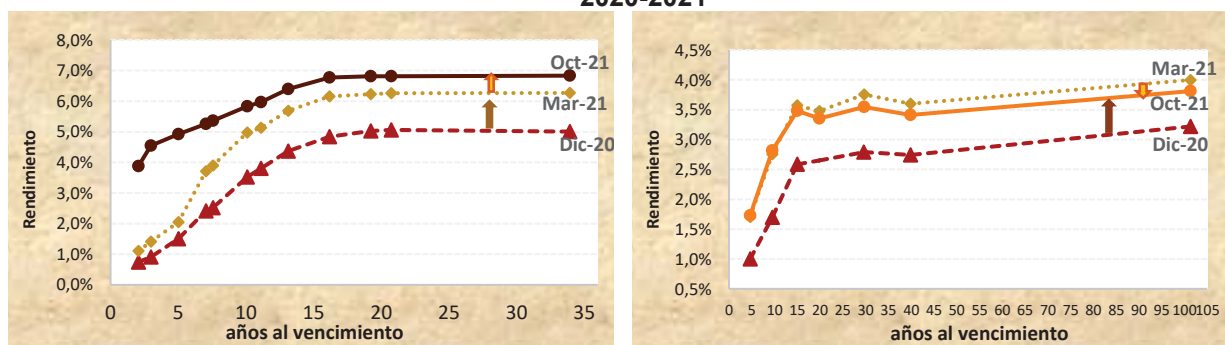 2020-2021
8,0%
7,0%
6,0%
5,0%
4,0%
3,0%
2,0%
1,0%
0,0%
Rendimiento
Oct-21
Mar-21
Dic-20
0 5 10 15 20 25 30 35
años al vencimiento
4,5%
4,0%
3,5%
3,0%
2,5%
2,0%
1,5%
1,0%
0,5%
Rendimiento
Mar-21
Oct-21
Dic-20
0 5 10 15 20 25 30 35 40 45 50 55 60 65 70 75 80 85 90 95 100 105
años al vencimiento